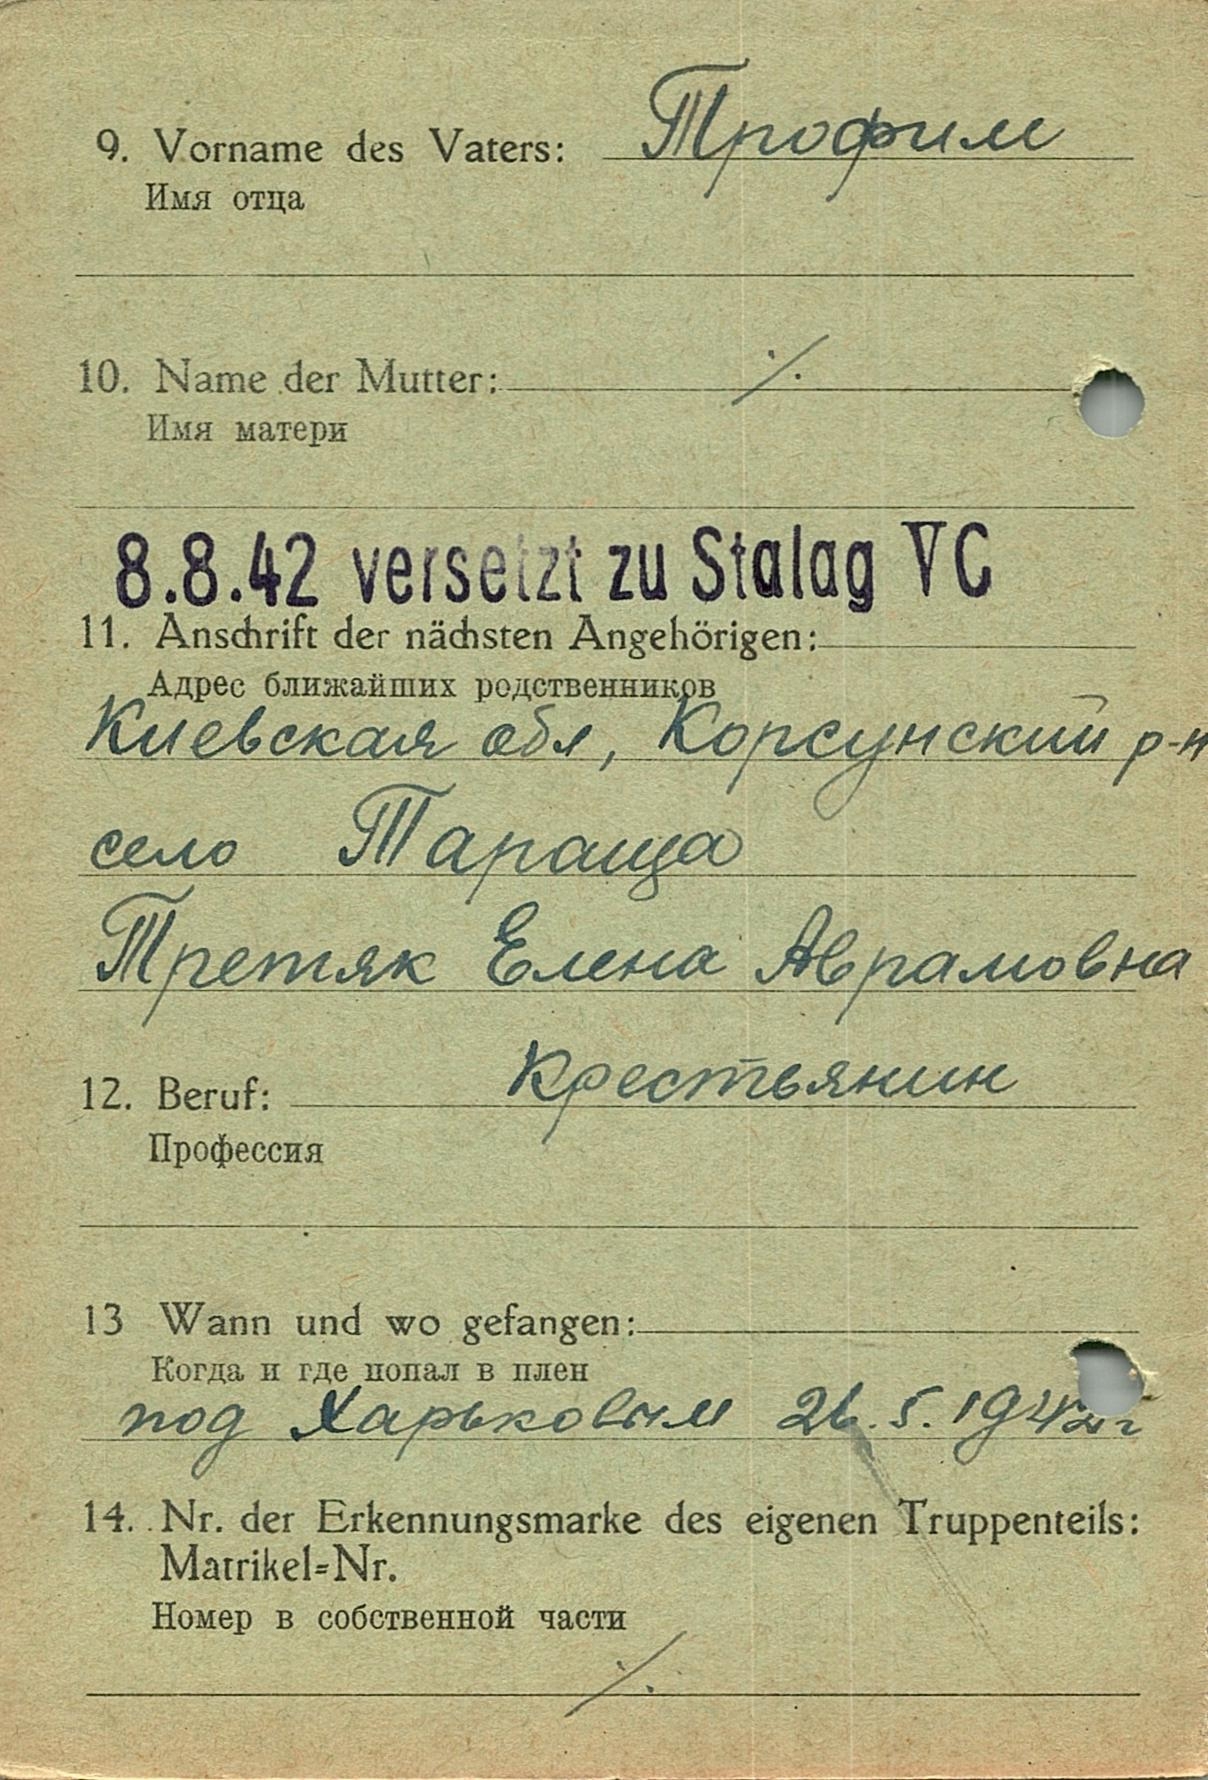 9. Vorname des Vaters: Трофим
Имя отца
10. Name der Mutter: ·/.
Имя матери
8.8.42 versetzt zu Stalag VC
11. Anschrift der nächsten Angehörigen:
Адрес ближайших родственников
Киевская обл, Корсунский р-н
село Тараща
Третяк Елена Аврамовна
12. Beruf: Крестьянин
Профессия
13 Wann und wo gefangen:
Когда и где попал в плен
под Харьковым 26.5.1942г
14. Nr. der Erkennungsmarke des eigenen Truppenteils:
Matrikel=Nr.
Номер в собственной части
·/.